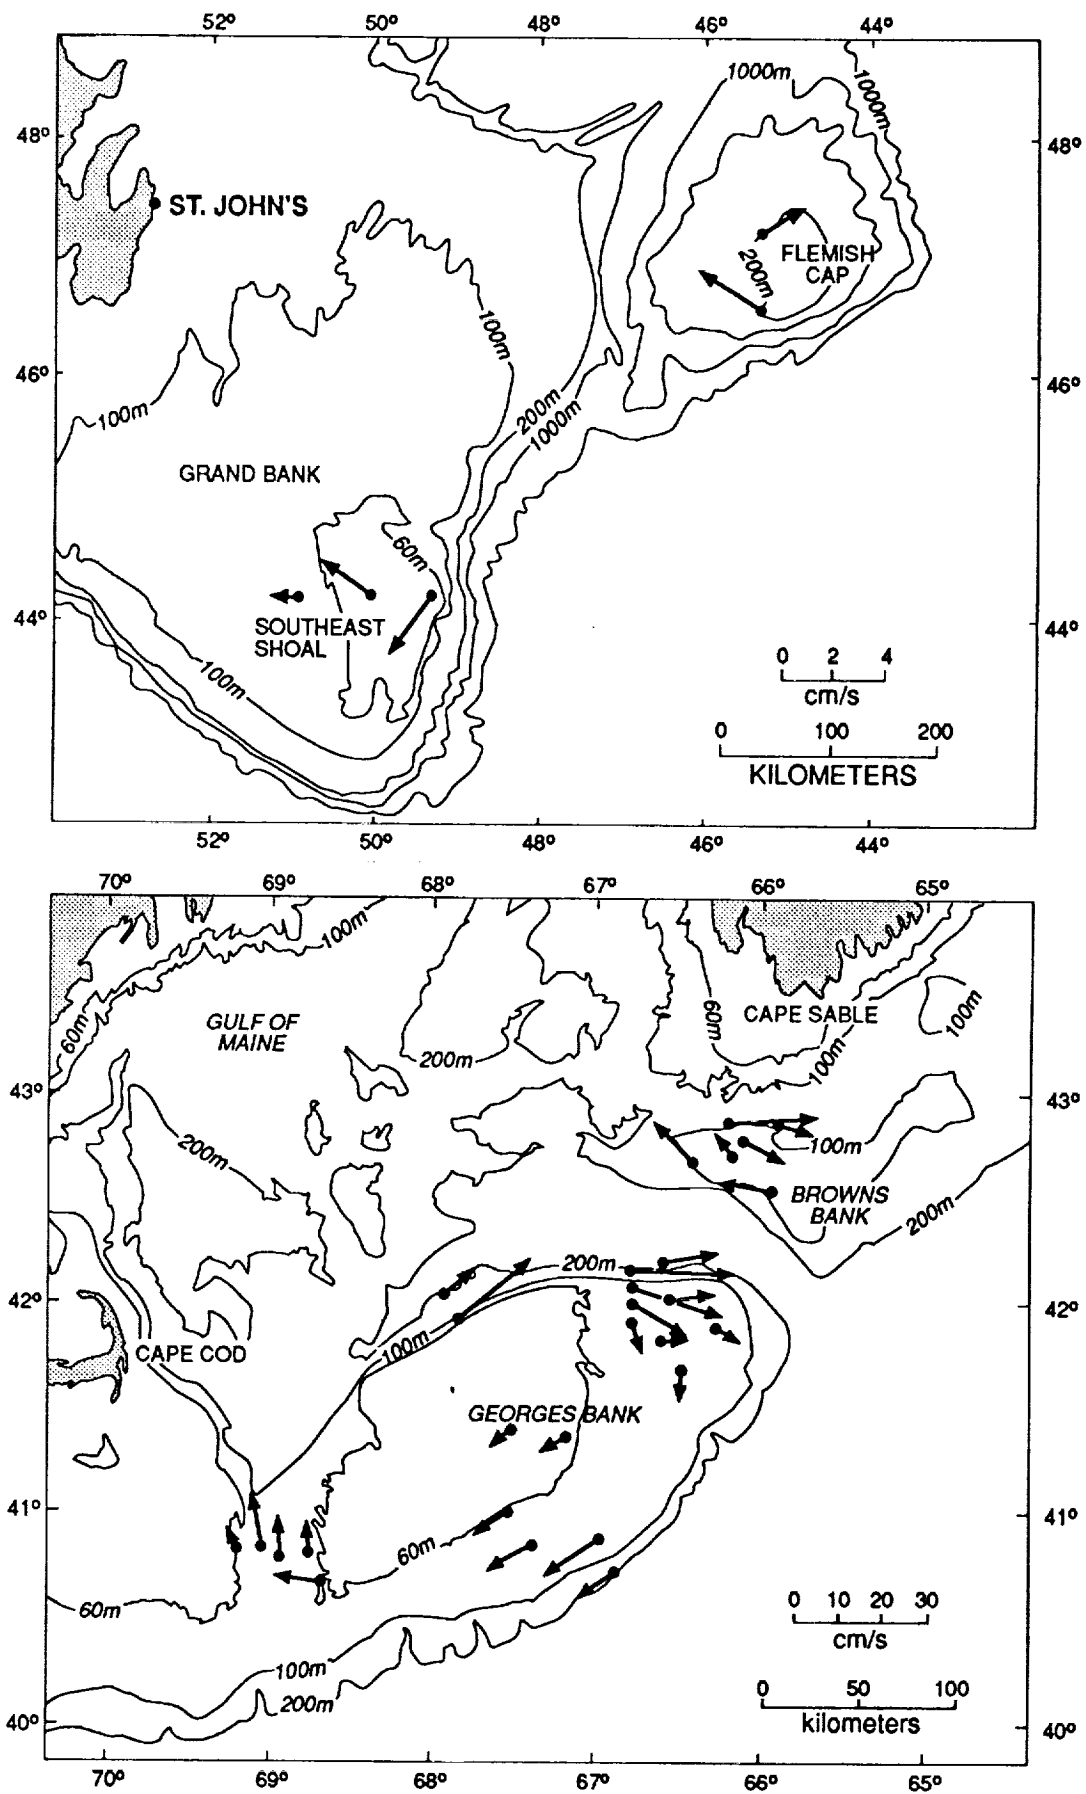 52° 50° 48° 46° 44°
1000m
1000m
48° 48°
ST. JOHN'S
FLEMISH
CAP
200m
100m
46° 46°
100m
200m
1000m
GRAND BANK
60m
44° 44°
SOUTHEAST
SHOAL
100m
0 2 4
cm/s
0 100 200
KILOMETERS
52° 50° 48° 46° 44°
70° 69° 68° 67° 66° 65°
100m
60m
GULF OF
MAINE
200m
60m
CAPE SABLE
100m
100m
43° 43°
200m
100m
BROWNS
BANK
200m
200m
42° 42°
CAPE COD
100m
GEORGES BANK
41° 41°
60m
60m
0 10 20 30
cm/s
100m
200m
0 50 100
kilometers
40° 40°
70° 69° 68° 67° 66° 65°